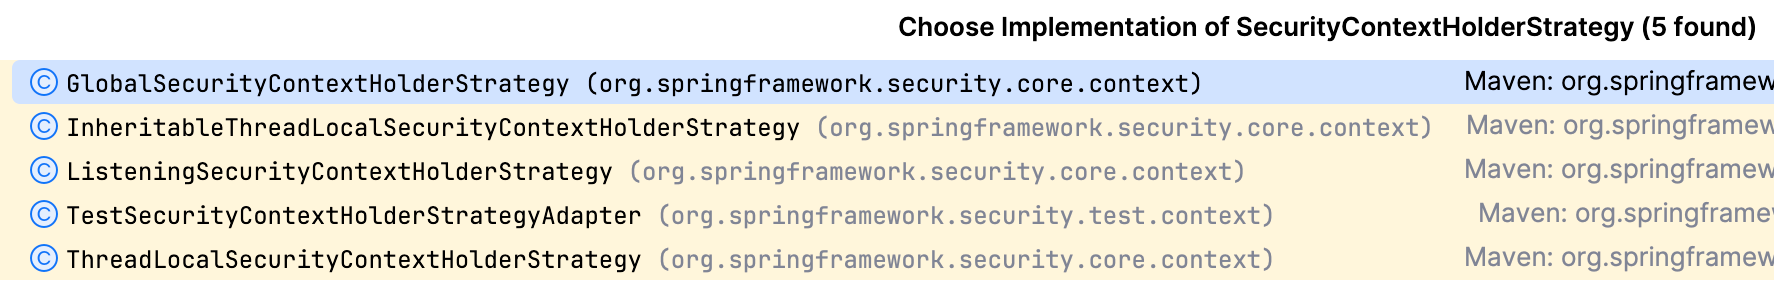 Choose Implementation of SecurityContextHolderStrategy (5 found)
GlobalSecurityContextHolderStrategy (org.springframework.security.core.context) Maven: org.springframew
InheritableThreadLocalSecurityContextHolderStrategy (org.springframework.security.core.context) Maven: org.springframew
ListeningSecurityContextHolderStrategy (org.springframework.security.core.context) Maven: org.springframew
TestSecurityContextHolderStrategyAdapter (org.springframework.security.test.context) Maven: org.springframew
ThreadLocalSecurityContextHolderStrategy (org.springframework.security.core.context) Maven: org.springframew